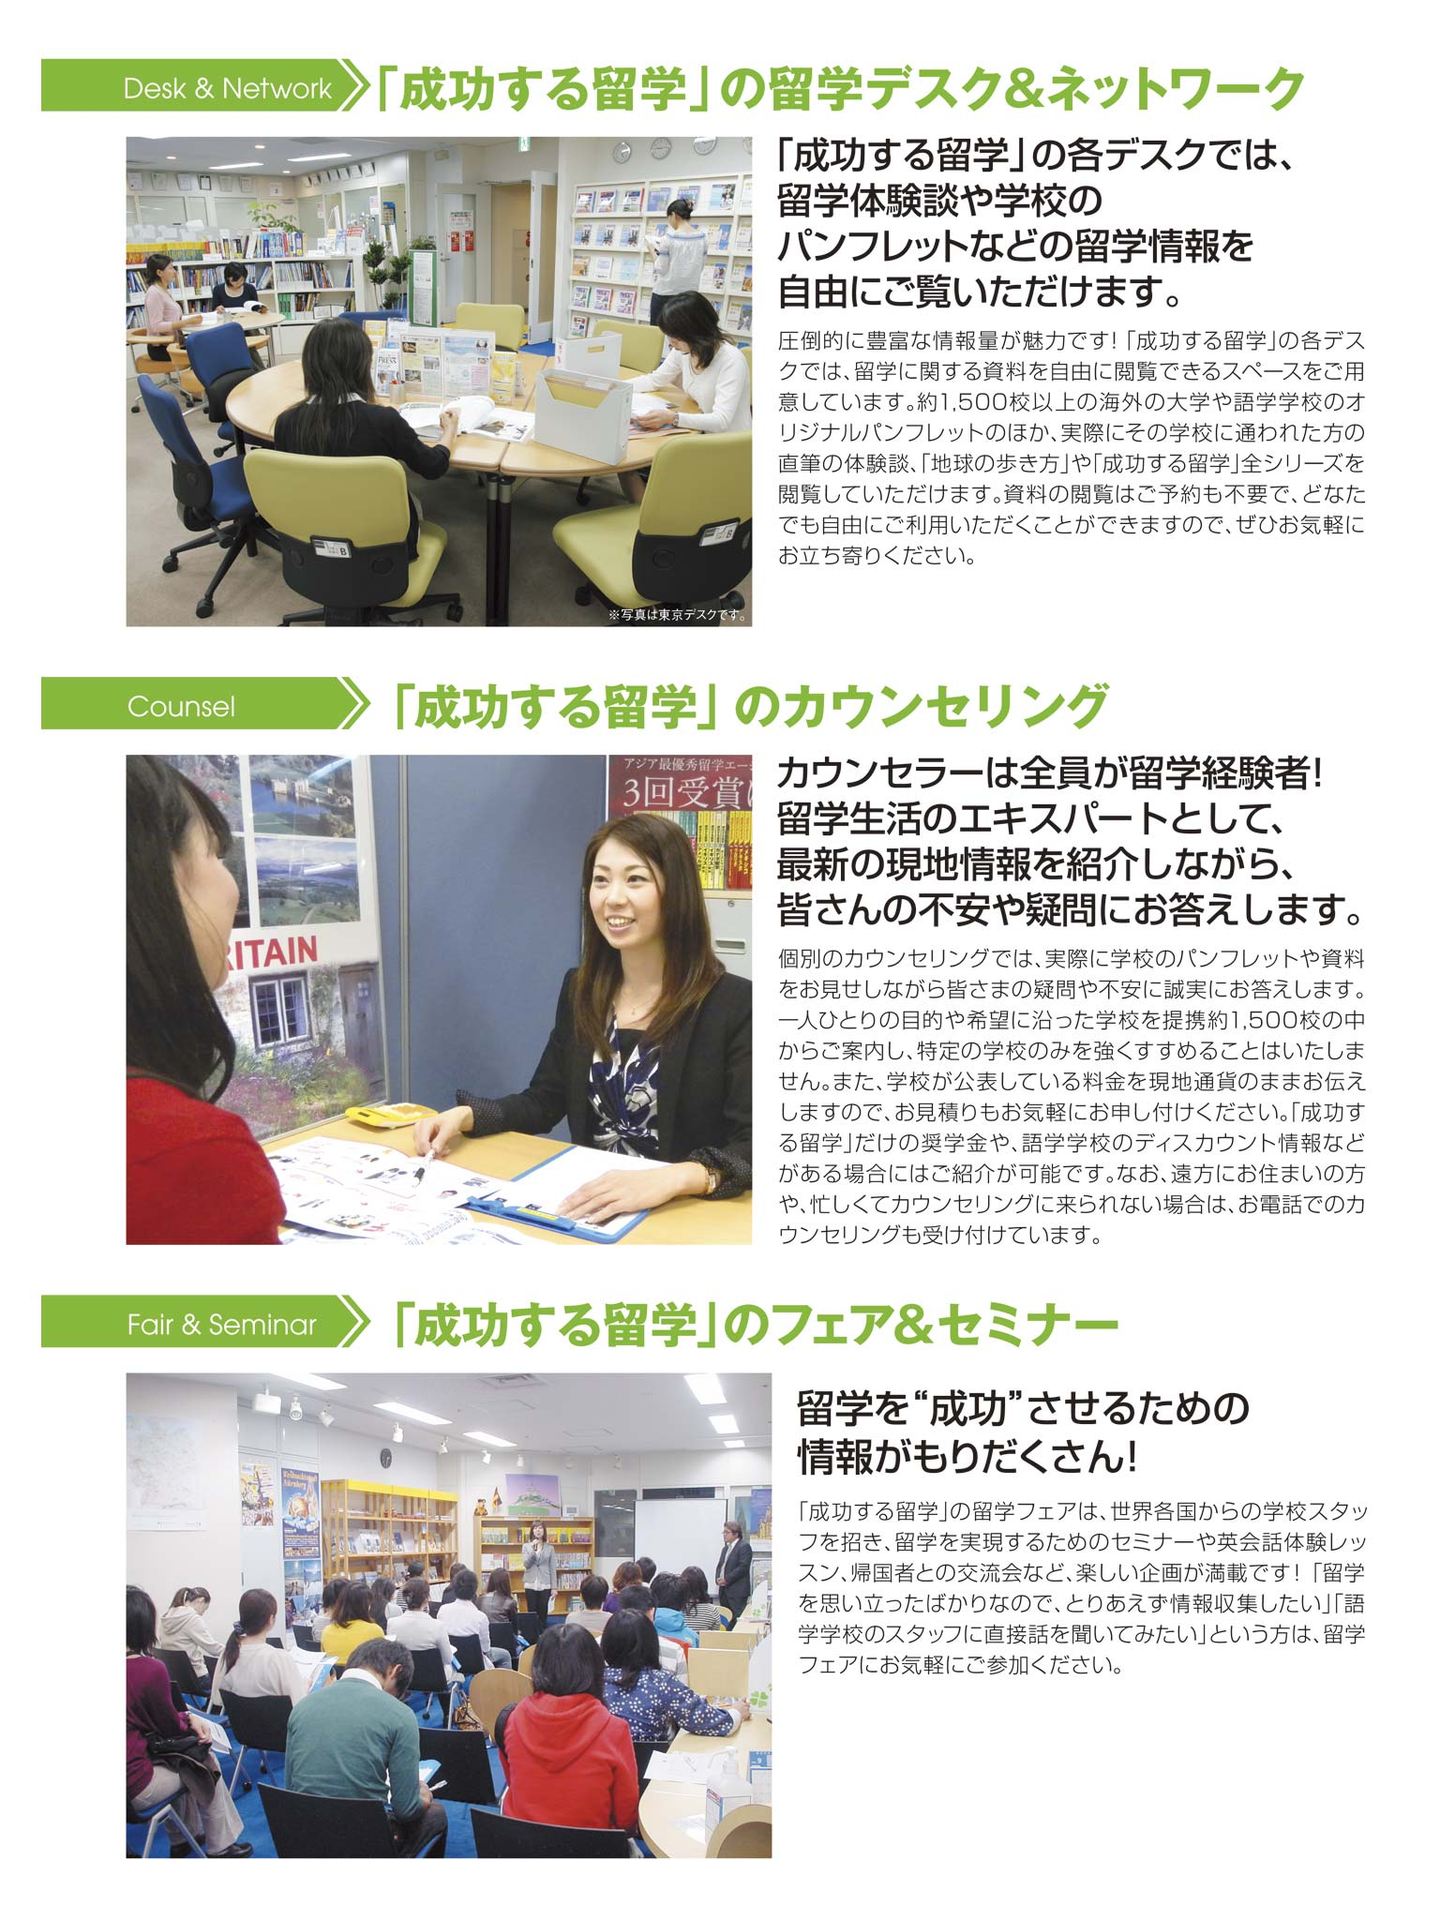 Desk & Network
「成功する留学」の留学デスク&ネットワーク
※写真は東京デスクです。
「成功する留学」の各デスクでは、
留学体験談や学校の
パンフレットなどの留学情報を
自由にご覧いただけます。
圧倒的に豊富な情報量が魅力です!「成功する留学」の各デス
クでは、留学に関する資料を自由に閲覧できるスペースをご用
意しています。約1,500校以上の海外の大学や語学学校のオ
リジナルパンフレットのほか、実際にその学校に通われた方の
直筆の体験談、「地球の歩き方」や「成功する留学」全シリーズを
閲覧していただけます。資料の閲覧はご予約も不要で、どなた
でも自由にご利用いただくことができますので、ぜひお気軽に
お立ち寄りください。
Counsel
「成功する留学」のカウンセリング
アジア最優秀留学エー
3回受賞
RITAIN
カウンセラーは全員が留学経験者!
留学生活のエキスパートとして、
最新の現地情報を紹介しながら、
皆さんの不安や疑問にお答えします。
個別のカウンセリングでは、実際に学校のパンフレットや資料
をお見せしながら皆さまの疑問や不安に誠実にお答えします。
一人ひとりの目的や希望に沿った学校を提携約1,500校の中
からご案内し、特定の学校のみを強くすすめることはいたしま
せん。また、学校が公表している料金を現地通貨のままお伝え
しますので、お見積りもお気軽にお申し付けください。「成功す
る留学」だけの奨学金や、語学学校のディスカウント情報など
がある場合にはご紹介が可能です。なお、遠方にお住まいの方
や、忙しくてカウンセリングに来られない場合は、お電話でのカ
ウンセリングも受け付けています。
Fair & Seminar
「成功する留学」のフェア&セミナー
留学を“成功”させるための
情報がもりだくさん!
「成功する留学」の留学フェアは、世界各国からの学校スタッ
フを招き、留学を実現するためのセミナーや英会話体験レッ
スン、帰国者との交流会など、楽しい企画が満載です!「留学
を思い立ったばかりなので、とりあえず情報収集したい」「語
学学校のスタッフに直接話を聞いてみたい」という方は、留学
フェアにお気軽にご参加ください。